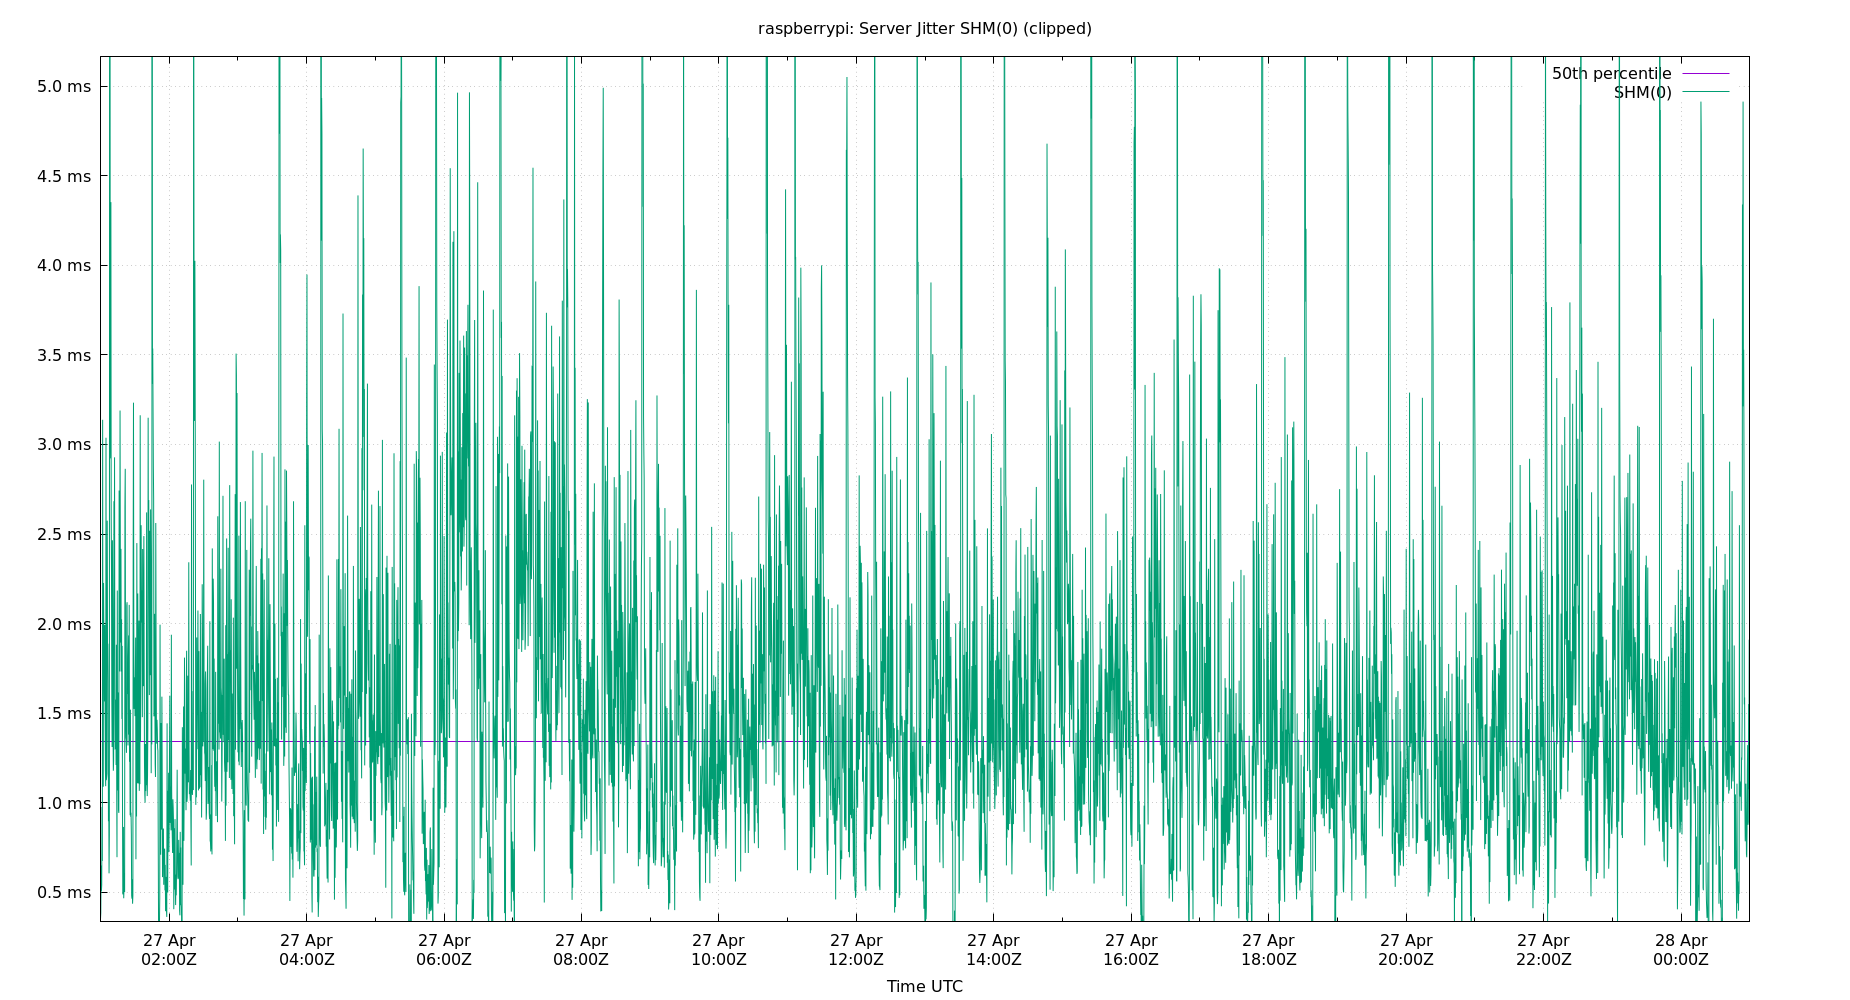 raspberrypi: Server Jitter SHM(0) (clipped)
50th percentile
SHM(0)
5.0 ms
4.5 ms
4.0 ms
3.5 ms
3.0 ms
2.5 ms
2.0 ms
1.5 ms
1.0 ms
0.5 ms
27 Apr 27 Apr 27 Apr 27 Apr 27 Apr 27 Apr 27 Apr 27 Apr 27 Apr 27 Apr 27 Apr 28 Apr
02:00Z 04:00Z 06:00Z 08:00Z 10:00Z 12:00Z 14:00Z 16:00Z 18:00Z 20:00Z 22:00Z 00:00Z
Time UTC